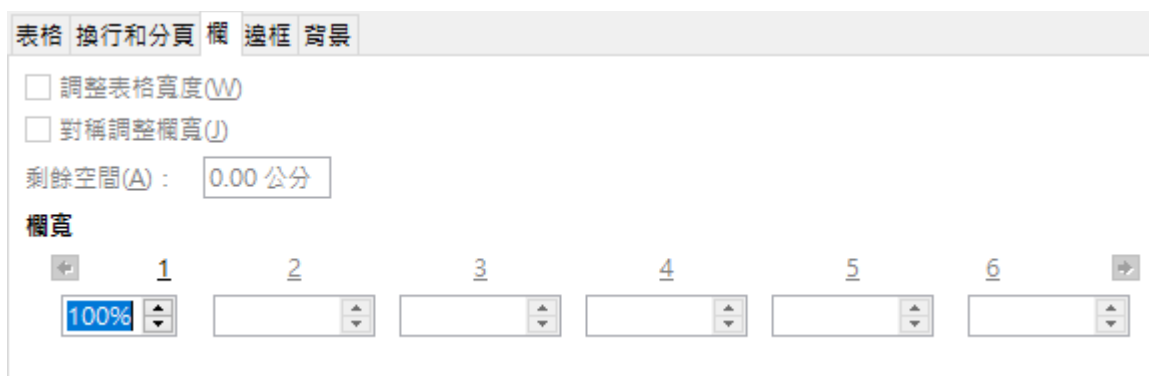 表格 換行和分頁 欄 邊框 背景
調整表格寬度(W)
對稱調整欄寬(J)
剩餘空間(A)： 0.00 公分
欄寬
1 2 3 4 5 6
100%